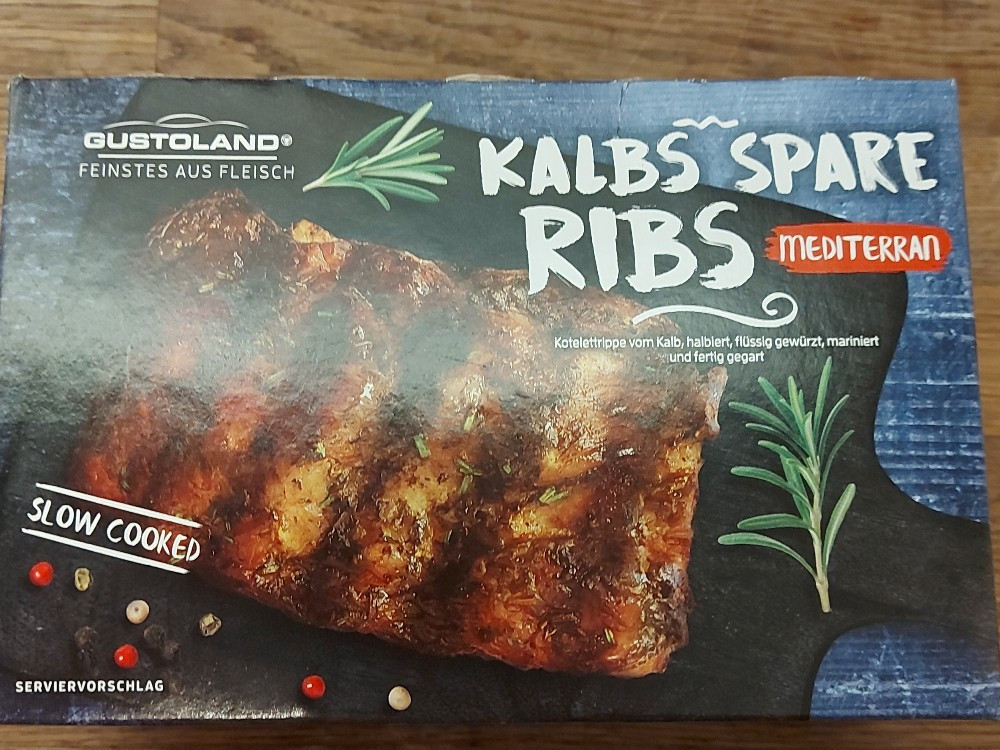 GUSTOLAND
FEINSTES AUS FLEISCH
KALBS SPARE
RIBS
MEDITERRAN
Kotelettrippe vom Kalb, halbiert, flüssig gewürzt, mariniert
und fertig gegart
SLOW COOKED
SERVIERVORSCHLAG